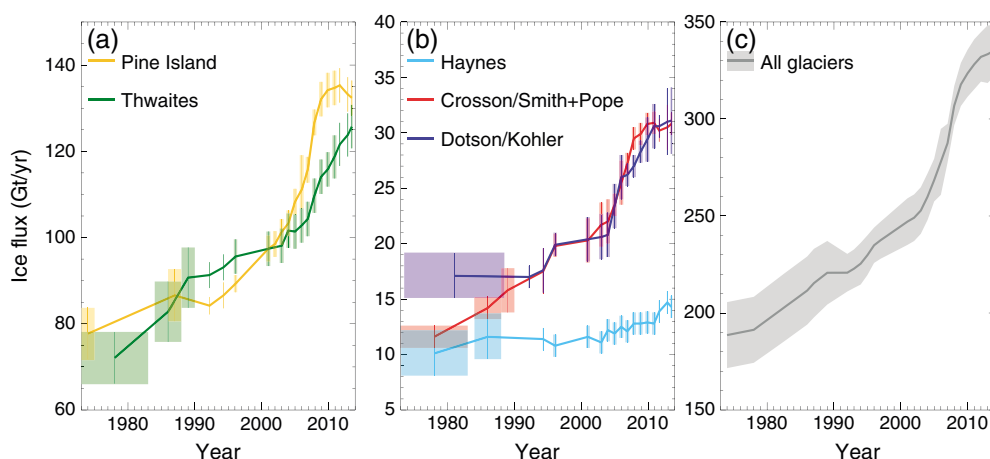 (a)
Pine Island
Thwaites
140
120
100
80
60
1980 1990 2000 2010
Year
Ice flux (Gt/yr)
(b)
Haynes
Crosson/Smith+Pope
Dotson/Kohler
40
35
30
25
20
15
10
5
1980 1990 2000 2010
Year
(c)
All glaciers
350
300
250
200
150
1980 1990 2000 2010
Year